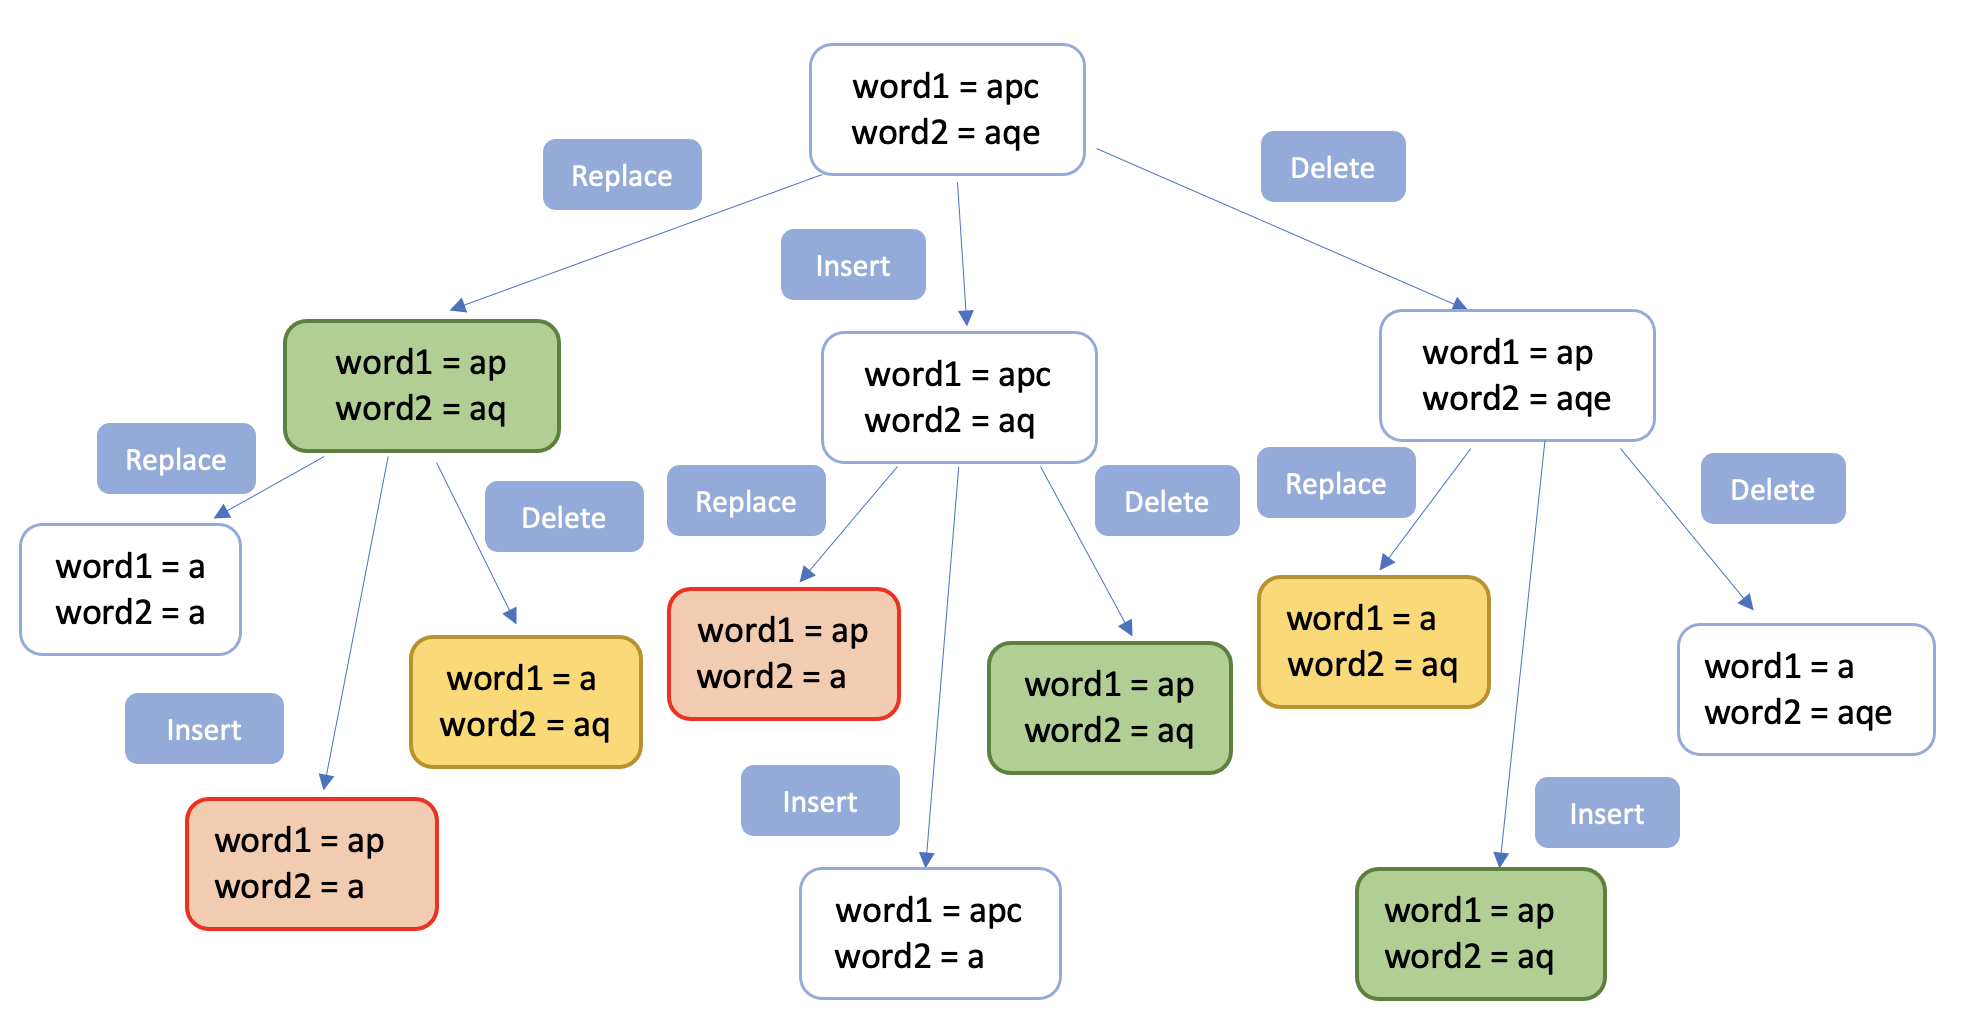 word1 = apc
word2 = aqe
Replace
Delete
Insert
word1 = ap
word2 = aq
word1 = apc
word2 = aq
word1 = ap
word2 = aqe
Replace
Delete
Replace
Delete
Replace
Delete
word1 = a
word2 = a
Insert
word1 = a
word2 = aq
word1 = ap
word2 = a
Insert
word1 = ap
word2 = aq
word1 = a
word2 = aq
word1 = a
word2 = aqe
Insert
word1 = ap
word2 = a
word1 = apc
word2 = a
word1 = ap
word2 = aq